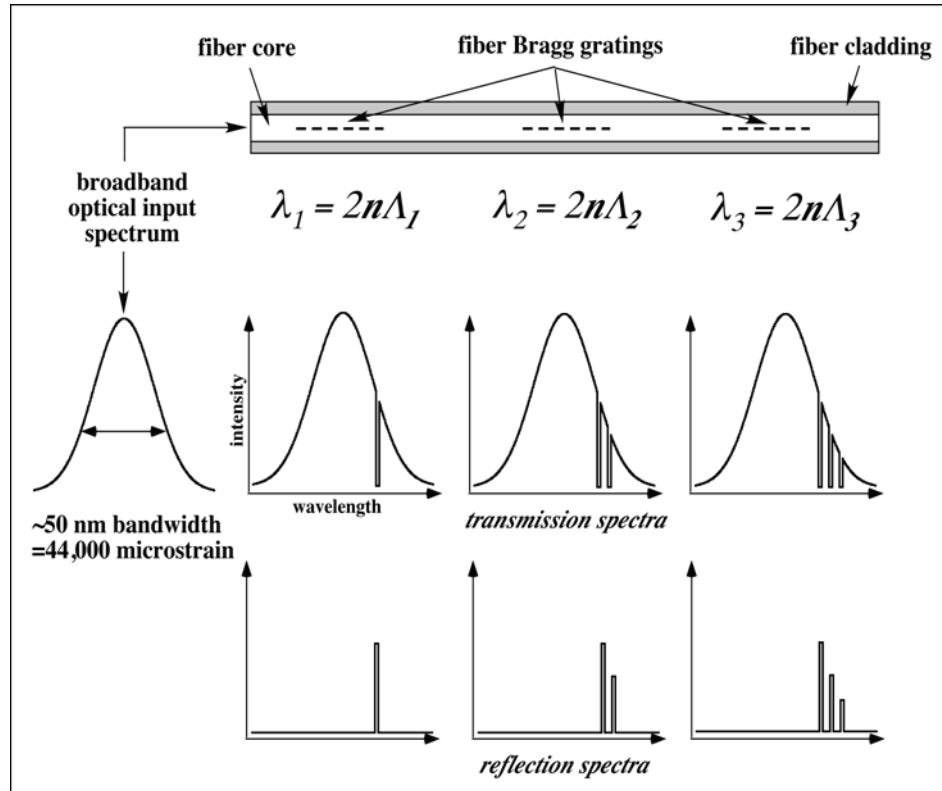 fiber core
fiber Bragg gratings
fiber cladding
broadband
optical input
spectrum
λ₁ = 2nΛ₁
λ₂ = 2nΛ₂
λ₃ = 2nΛ₃
intensity
wavelength
transmission spectra
~50 nm bandwidth
=44,000 microstrain
reflection spectra